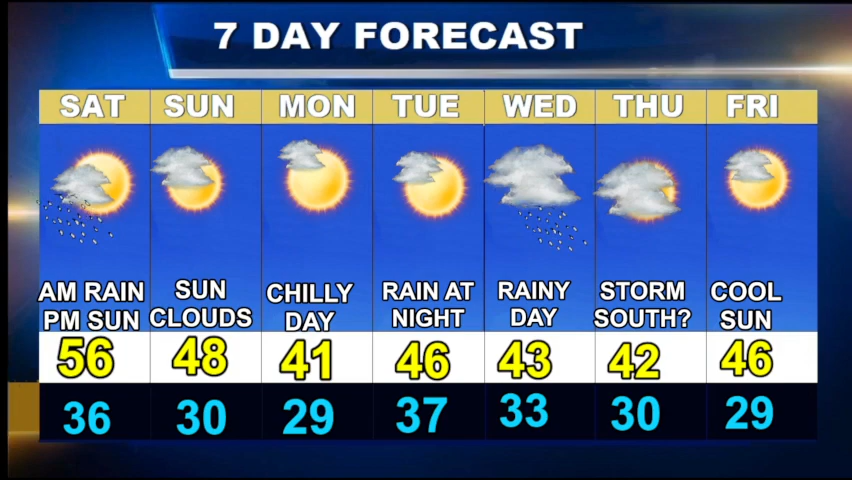 7 DAY FORECAST
SAT SUN MON TUE WED THU FRI
AM RAIN SUN CHILLY RAIN AT RAINY STORM COOL
PM SUN CLOUDS DAY NIGHT DAY SOUTH? SUN
56 48 41 46 43 42 46
36 30 29 37 33 30 29